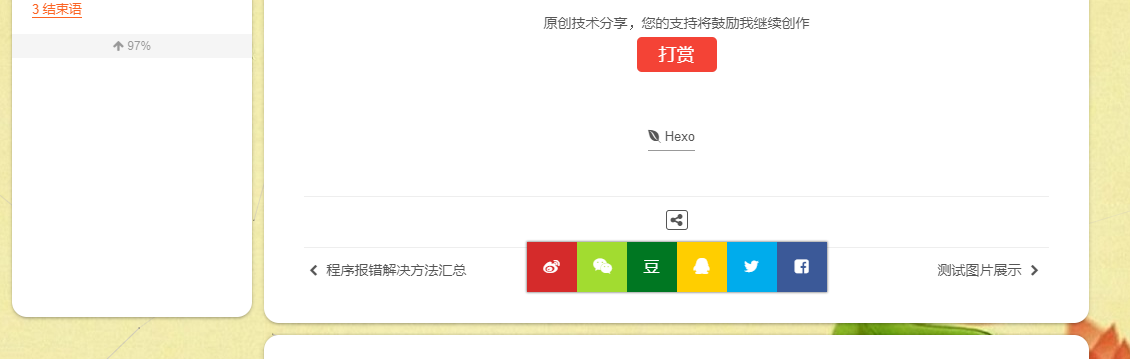 3 结束语
97%
原创技术分享，您的支持将鼓励我继续创作
打赏
Hexo
豆
程序报错解决方法汇总
测试图片展示